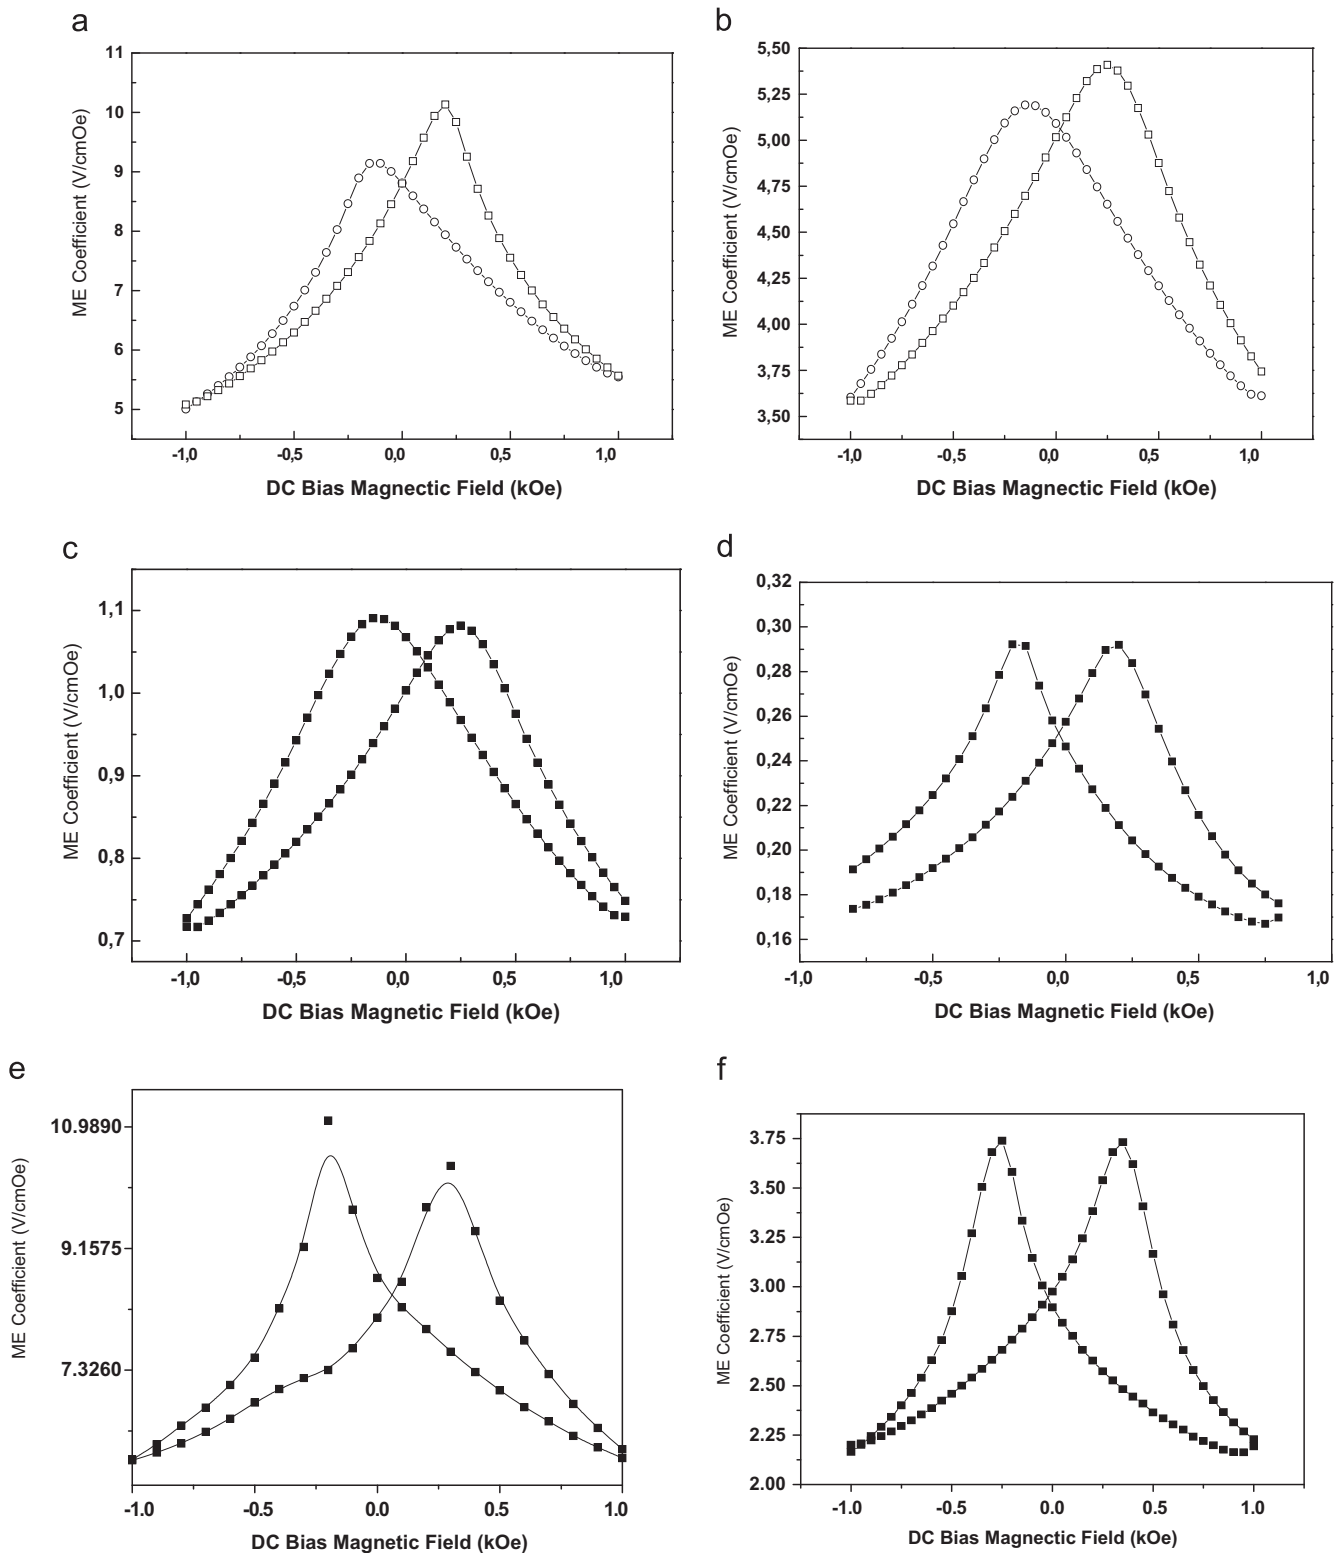 a
11
10
9
8
7
6
5
ME Coefficient (V/cmOe)
-1,0 -0,5 0,0 0,5 1,0
DC Bias Magnectic Field (kOe)
b
5,50
5,25
5,00
4,75
4,50
4,25
4,00
3,75
3,50
ME Coefficient (V/cmOe)
-1,0 -0,5 0,0 0,5 1,0
DC Bias Magnectic Field (kOe)
c
1,1
1,0
0,9
0,8
0,7
ME Coefficient (V/cmOe)
-1,0 -0,5 0,0 0,5 1,0
DC Bias Magnetic Field (kOe)
d
0,32
0,30
0,28
0,26
0,24
0,22
0,20
0,18
0,16
ME Coefficient (V/cmOe)
-1,0 -0,5 0,0 0,5 1,0
DC Bias Magnetic Field (kOe)
e
10.9890
9.1575
7.3260
ME Coefficient (V/cmOe)
-1.0 -0.5 0.0 0.5 1.0
DC Bias Magnetic Field (kOe)
f
3.75
3.50
3.25
3.00
2.75
2.50
2.25
2.00
ME Coefficient (V/cmOe)
-1.0 -0.5 0.0 0.5 1.0
DC Bias Magnectic Field (kOe)